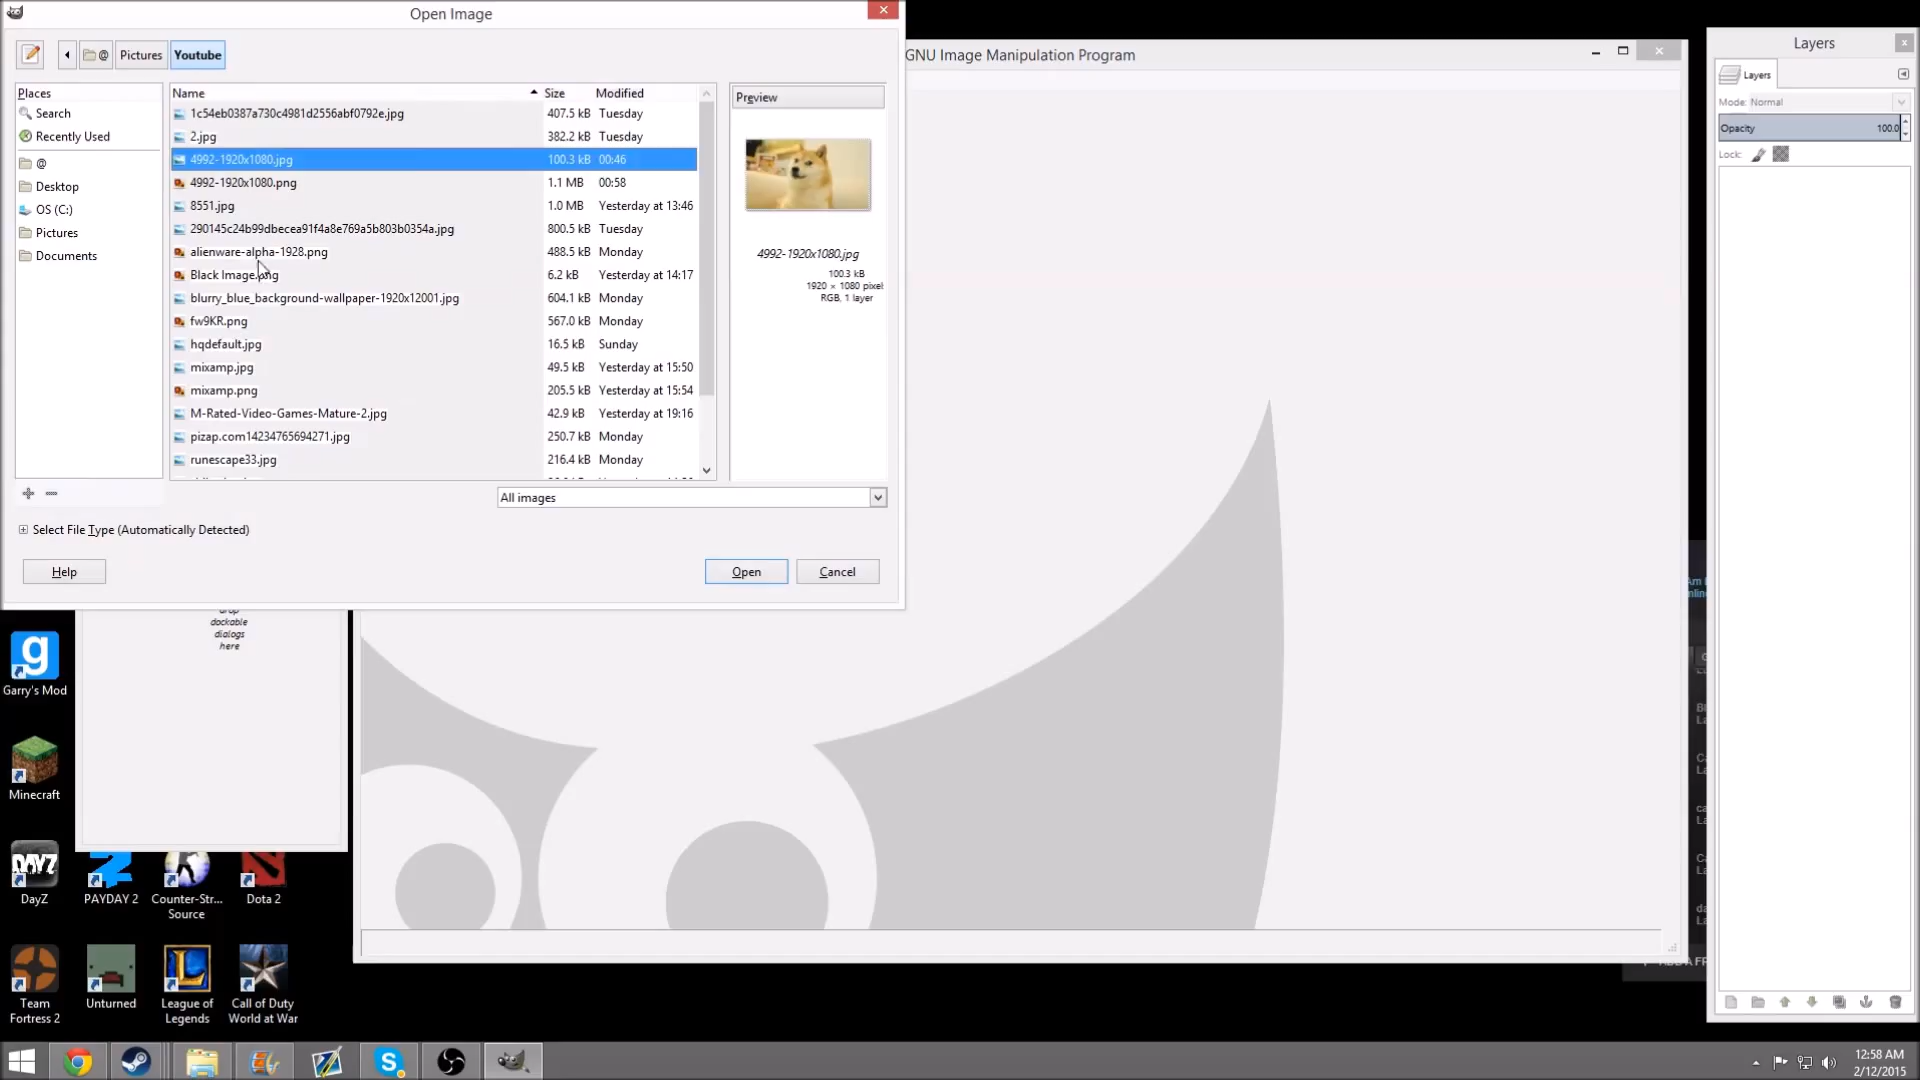 Open Image
GNU Image Manipulation Program
Layers
@
Pictures
Youtube
Places
Search
Recently Used
@
Desktop
OS (C:)
Pictures
Documents
Name Size Modified
1c54eb0387a730c4981d2556abf0792e.jpg 407.5 kB Tuesday
2.jpg 382.2 kB Tuesday
4992-1920x1080.jpg 100.3 kB 00:46
4992-1920x1080.png 1.1 MB 00:58
8551.jpg 1.0 MB Yesterday at 13:46
290145c24b99dbecea91f4a8e769a5b803b0354a.jpg 800.5 kB Tuesday
alienware-alpha-1928.png 488.5 kB Monday
Black Image.png 6.2 kB Yesterday at 14:17
blurry_blue_background-wallpaper-1920x12001.jpg 604.1 kB Monday
fw9KR.png 567.0 kB Monday
hqdefault.jpg 16.5 kB Sunday
mixamp.jpg 49.5 kB Yesterday at 15:50
mixamp.png 205.5 kB Yesterday at 15:54
M-Rated-Video-Games-Mature-2.jpg 42.9 kB Yesterday at 19:16
pizap.com14234765694271.jpg 250.7 kB Monday
runescape33.jpg 216.4 kB Monday
Preview
4992-1920x1080.jpg
100.3 kB
1920 × 1080 pixel
RGB, 1 layer
All images
Select File Type (Automatically Detected)
Help
Open
Cancel
Layers
Mode: Normal
Opacity 100.0
Lock:
drop
dockable
dialogs
here
Garry's Mod
Minecraft
DAYZ
DayZ
PAYDAY 2
Counter-Str...
Source
Dota 2
Team
Fortress 2
Unturned
League of
Legends
Call of Duty
World at War
12:58 AM
2/12/2015